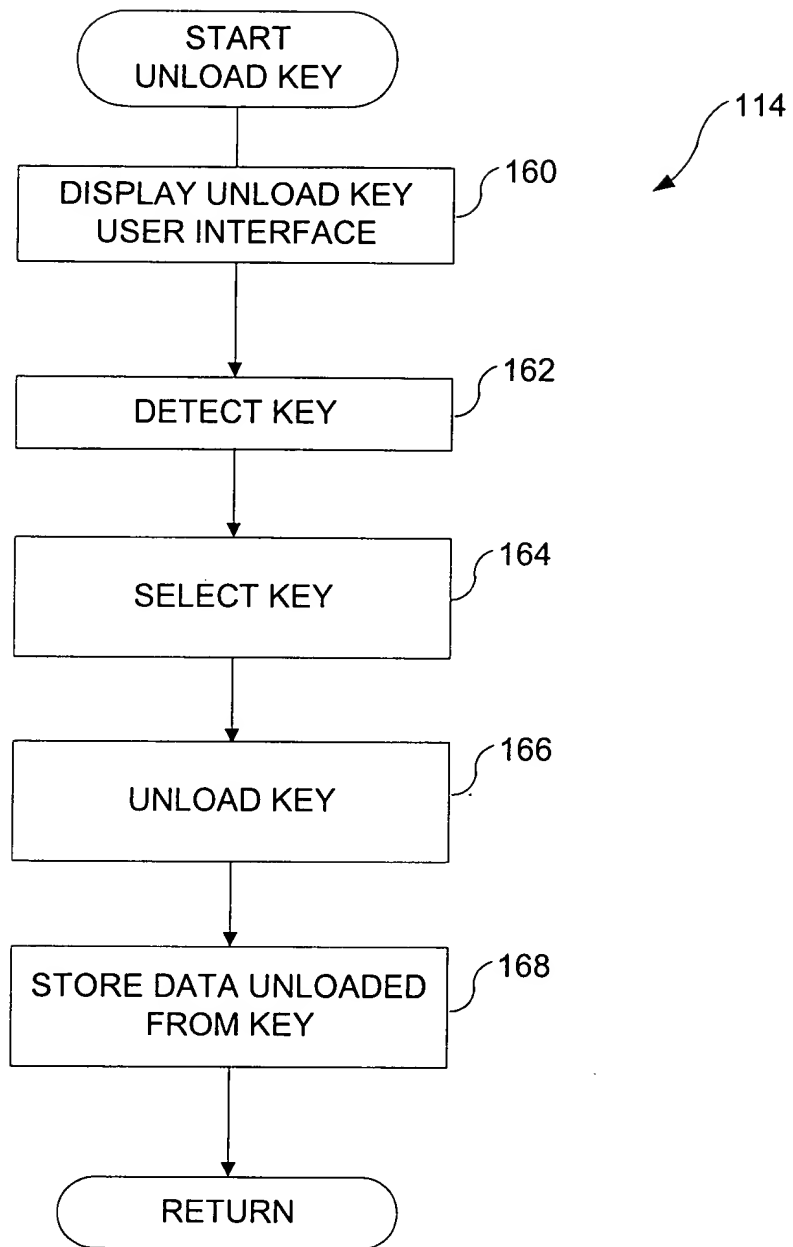 START
UNLOAD KEY
114
160
DISPLAY UNLOAD KEY
USER INTERFACE
162
DETECT KEY
164
SELECT KEY
166
UNLOAD KEY
168
STORE DATA UNLOADED
FROM KEY
RETURN